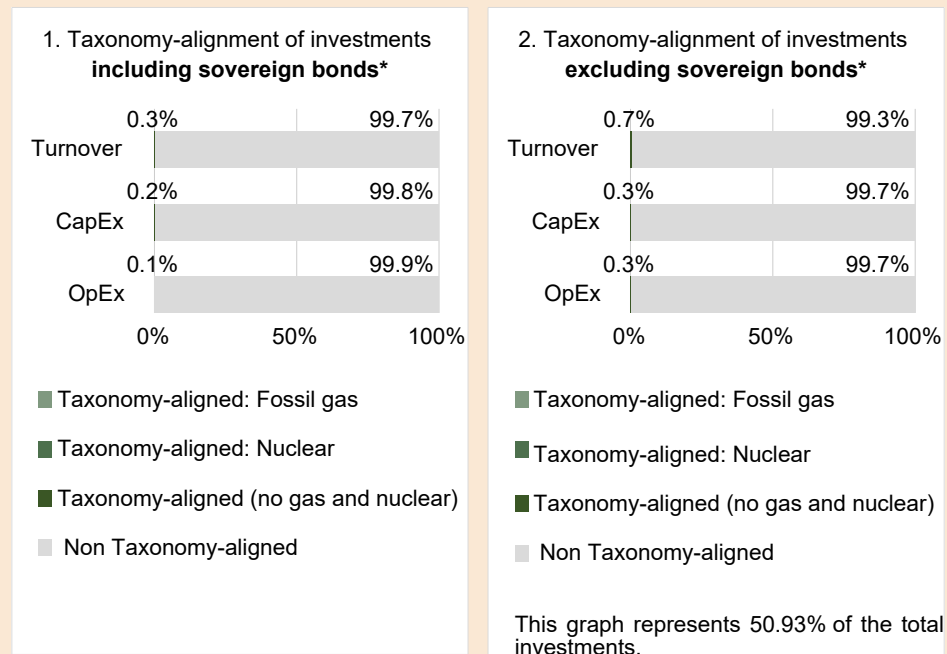 1. Taxonomy-alignment of investments
including sovereign bonds*
0.3% 99.7%
Turnover
0.2% 99.8%
CapEx
0.1% 99.9%
OpEx
0% 50% 100%
Taxonomy-aligned: Fossil gas
Taxonomy-aligned: Nuclear
Taxonomy-aligned (no gas and nuclear)
Non Taxonomy-aligned
2. Taxonomy-alignment of investments
excluding sovereign bonds*
0.7% 99.3%
Turnover
0.3% 99.7%
CapEx
0.3% 99.7%
OpEx
0% 50% 100%
Taxonomy-aligned: Fossil gas
Taxonomy-aligned: Nuclear
Taxonomy-aligned (no gas and nuclear)
Non Taxonomy-aligned
This graph represents 50.93% of the total
investments.